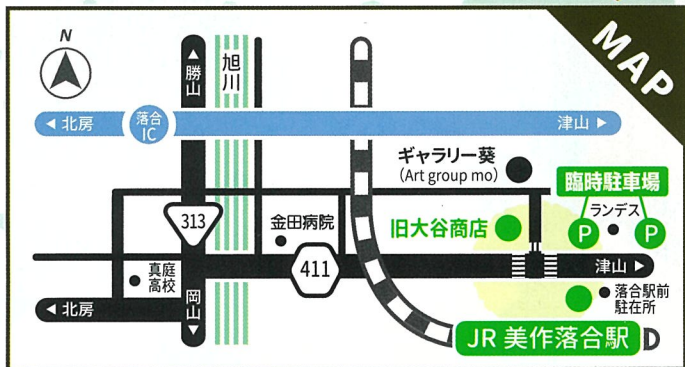 MAP
N
▲勝山
旭川
◀北房
落合
IC
津山▶
ギャラリー葵
(Art group mo)
臨時駐車場
ランデス
P
P
313
金田病院
旧大谷商店
411
真庭
高校
津山▶
◀北房
岡山▼
落合駅前
駐在所
JR 美作落合駅
D